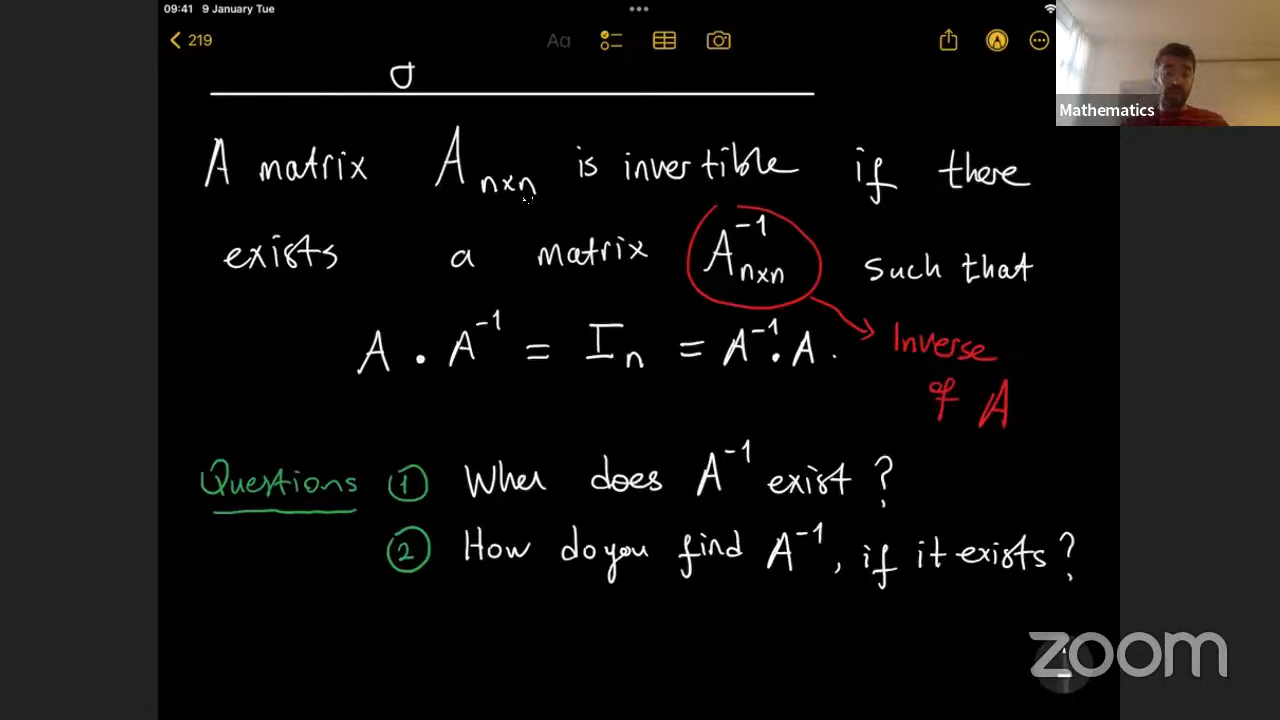 09:41 9 January Tue
219
Aa
Mathematics
A matrix Aₙₓₙ is invertible if there
exists a matrix A⁻¹ₙₓₙ such that
A · A⁻¹ = Iₙ = A⁻¹ · A.
Inverse
of A
Questions ① When does A⁻¹ exist?
② How do you find A⁻¹, if it exists?
zoom